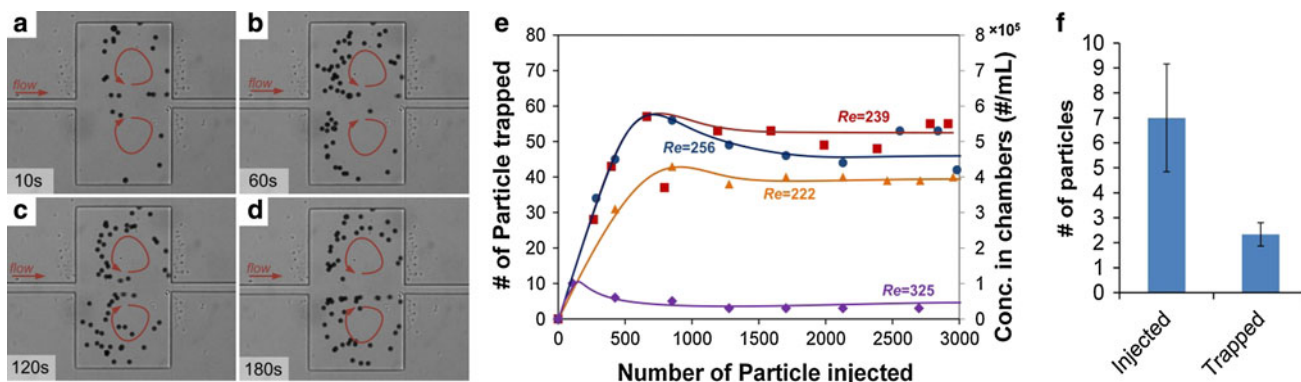 a
flow
10s
b
flow
60s
c
flow
120s
d
flow
180s
e
# of Particle trapped
80
70
60
50
40
30
20
10
0
0 500 1000 1500 2000 2500 3000
Number of Particle injected
Re=239
Re=256
Re=222
Re=325
×10⁵
8
7
6
5
4
3
2
1
0
Conc. in chambers (#/mL)
f
# of particles
10
9
8
7
6
5
4
3
2
1
0
Injected
Trapped